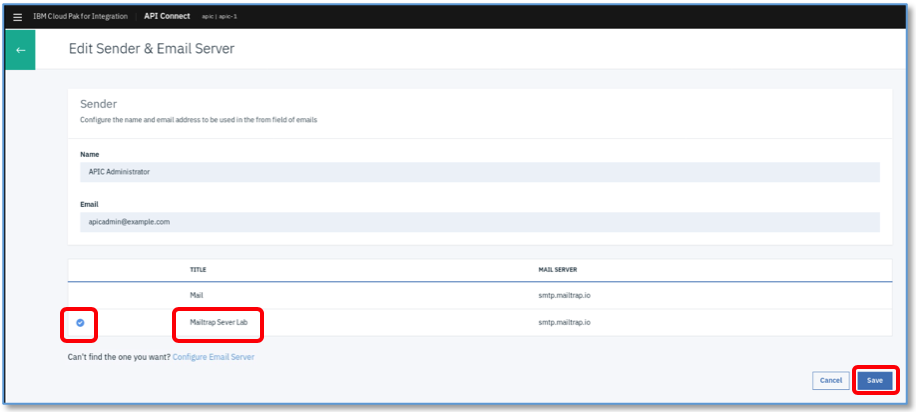 IBM Cloud Pak for Integration API Connect apic | apic-1
Edit Sender & Email Server
Sender
Configure the name and email address to be used in the from field of emails
Name
APIC Administrator
Email
apicadmin@example.com
TITLE MAIL SERVER
Mail smtp.mailtrap.io
Mailtrap Sever Lab smtp.mailtrap.io
Can't find the one you want? Configure Email Server
Cancel Save